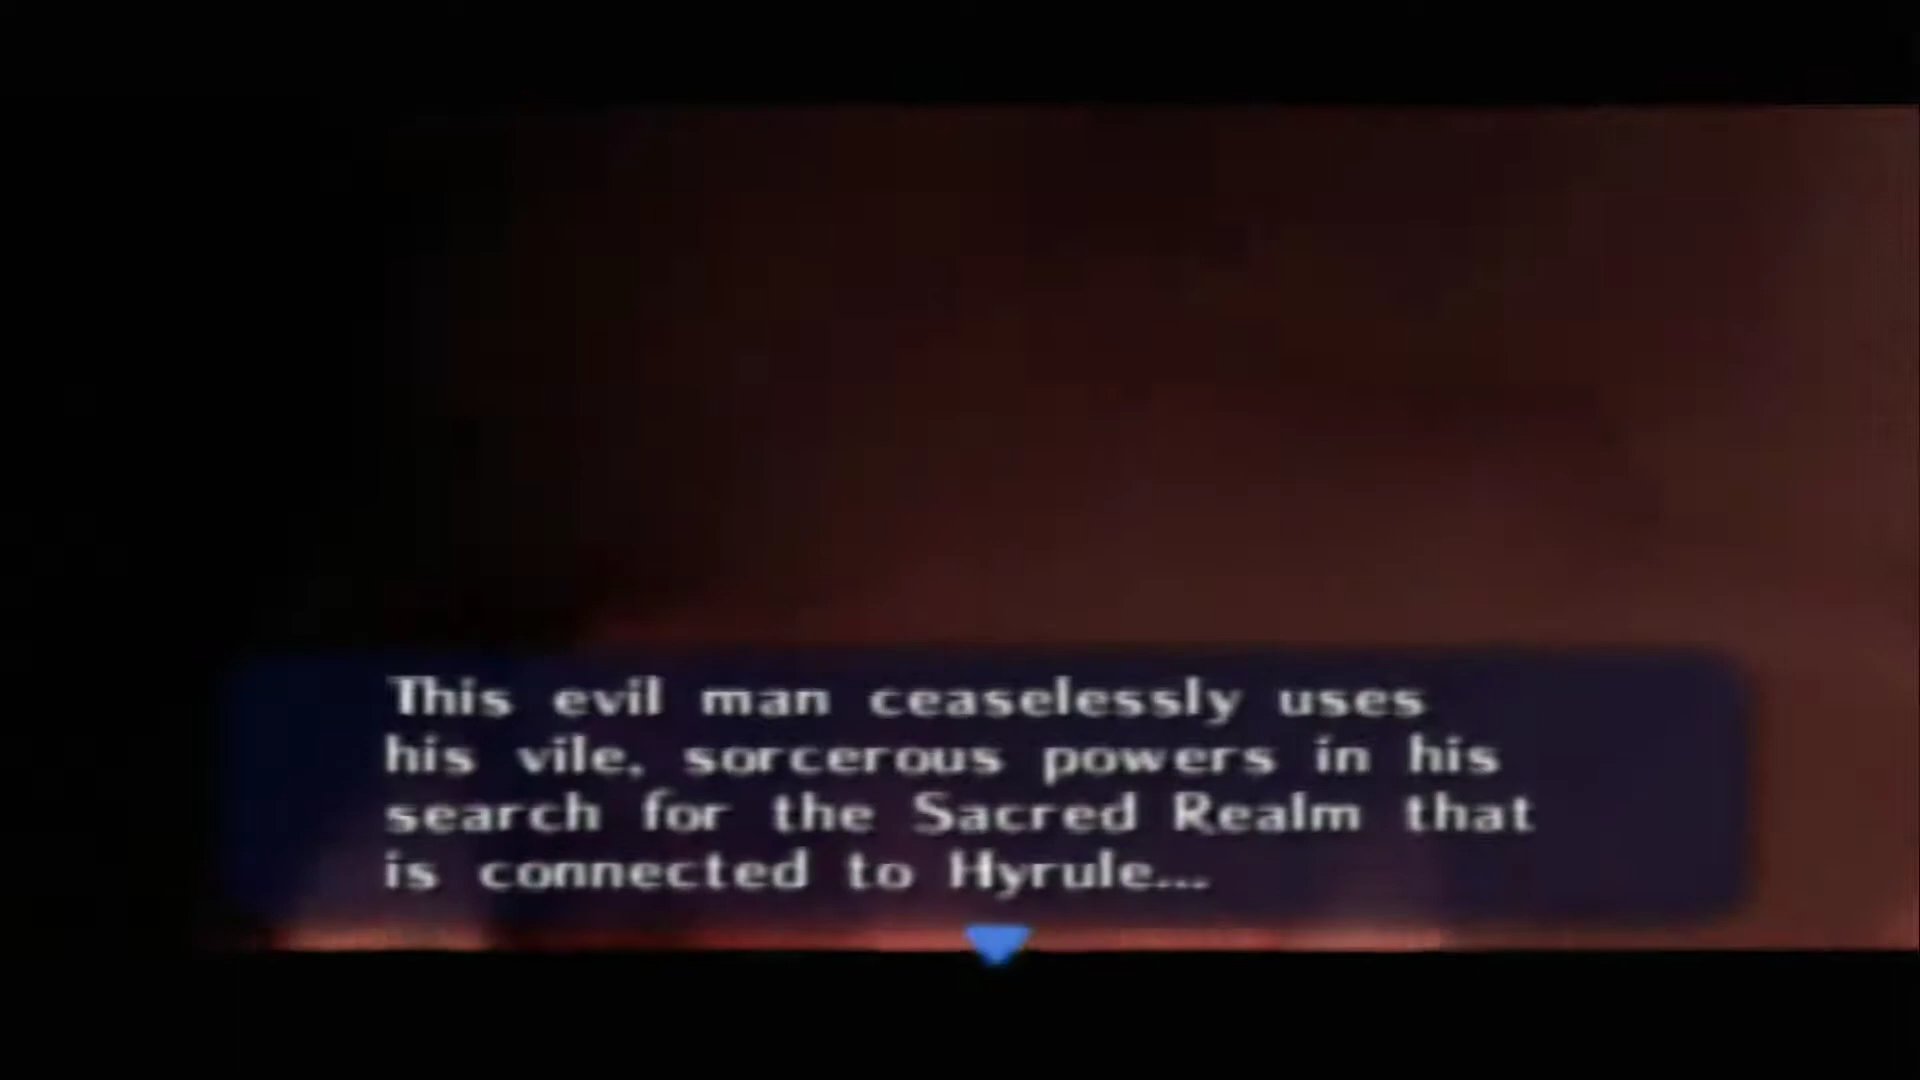 This evil man ceaselessly uses
his vile, sorcerous powers in his
search for the Sacred Realm that
is connected to Hyrule...